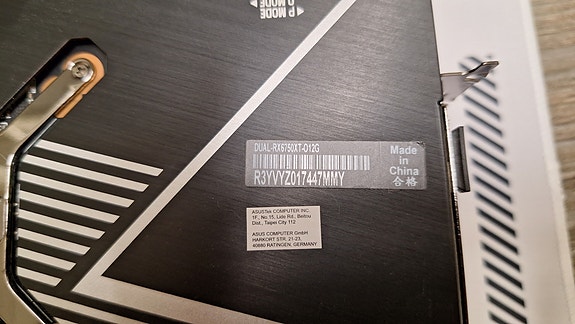 P MODE
Q MODE
DUAL-RX6750XT-O12G
R3YVYZ017447MMY
Made
in
China
合格
ASUSTek COMPUTER INC.
1F., No.15, Lide Rd., Beitou
Dist., Taipei City 112
ASUS COMPUTER GmbH
HARKORT STR. 21-23,
40880 RATINGEN, GERMANY